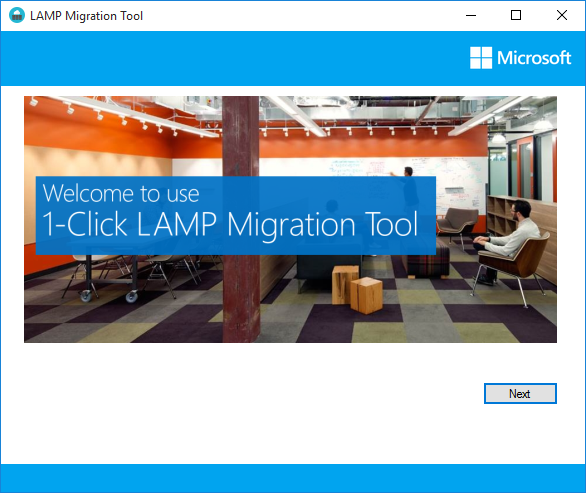 LAMP Migration Tool
Microsoft
Welcome to use
1-Click LAMP Migration Tool
Next